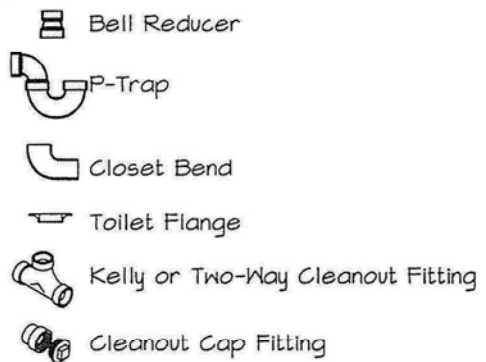 Bell Reducer
P-Trap
Closet Bend
Toilet Flange
Kelly or Two-Way Cleanout Fitting
Cleanout Cap Fitting